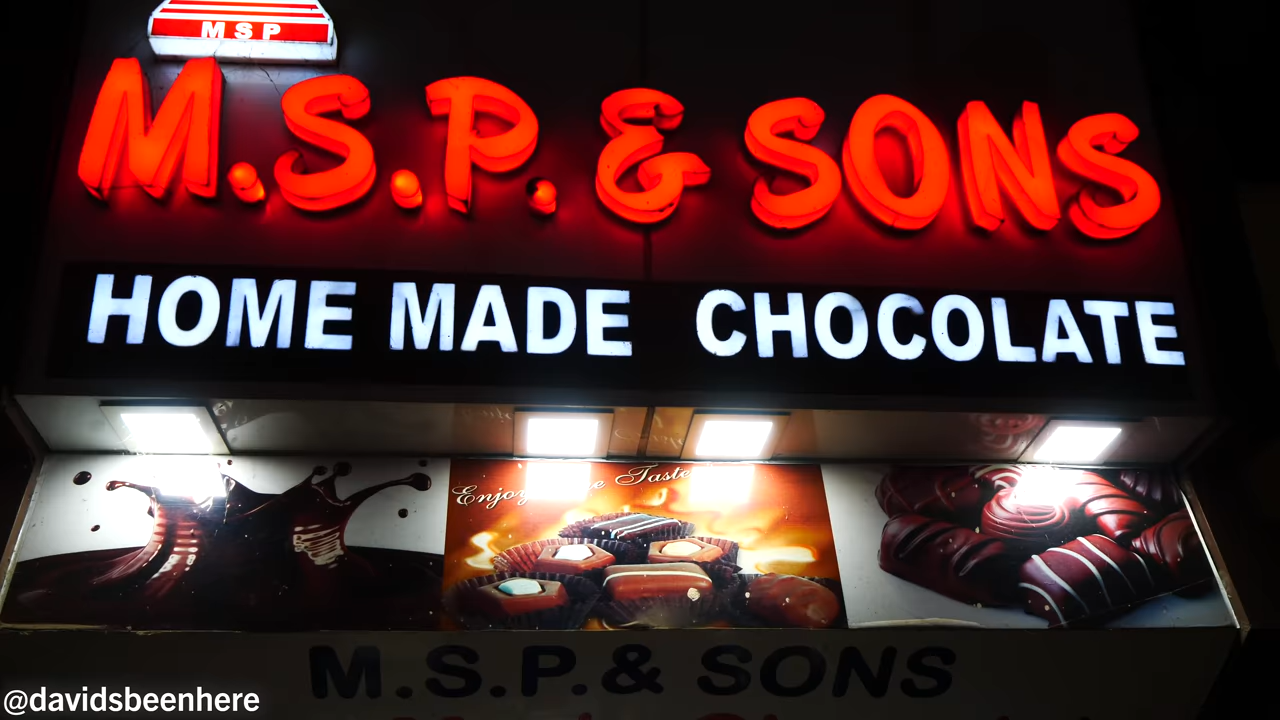 MSP
M.S.P. & SONS
HOME MADE CHOCOLATE
Enjoy Taste
M.S.P. & SONS
@davidsbeenhere